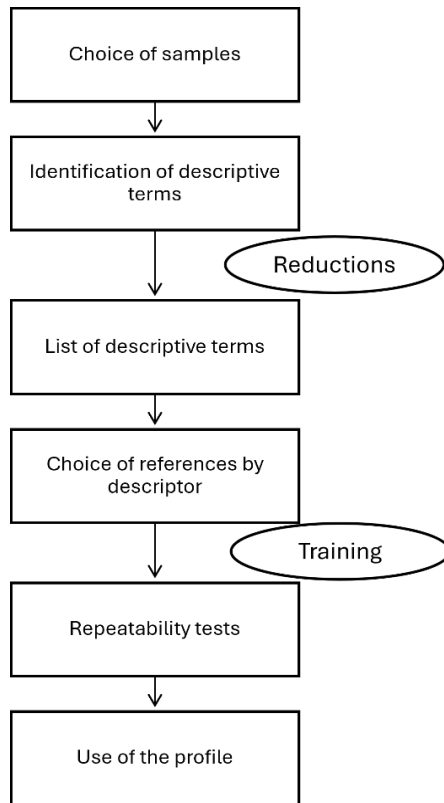 Choice of samples
Identification of descriptive
terms
Reductions
List of descriptive terms
Choice of references by
descriptor
Training
Repeatability tests
Use of the profile